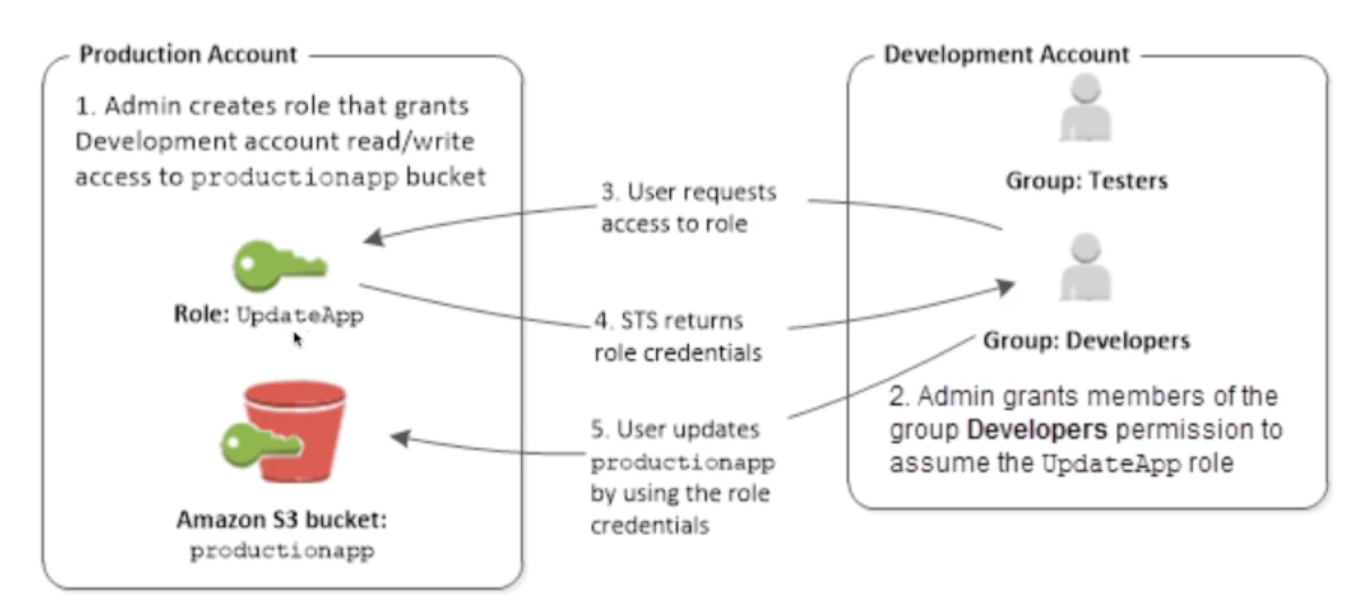 Production Account
1. Admin creates role that grants
Development account read/write
access to productionapp bucket
Role: UpdateApp
Amazon S3 bucket:
productionapp
3. User requests
access to role
4. STS returns
role credentials
5. User updates
productionapp
by using the role
credentials
Development Account
Group: Testers
Group: Developers
2. Admin grants members of the
group Developers permission to
assume the UpdateApp role